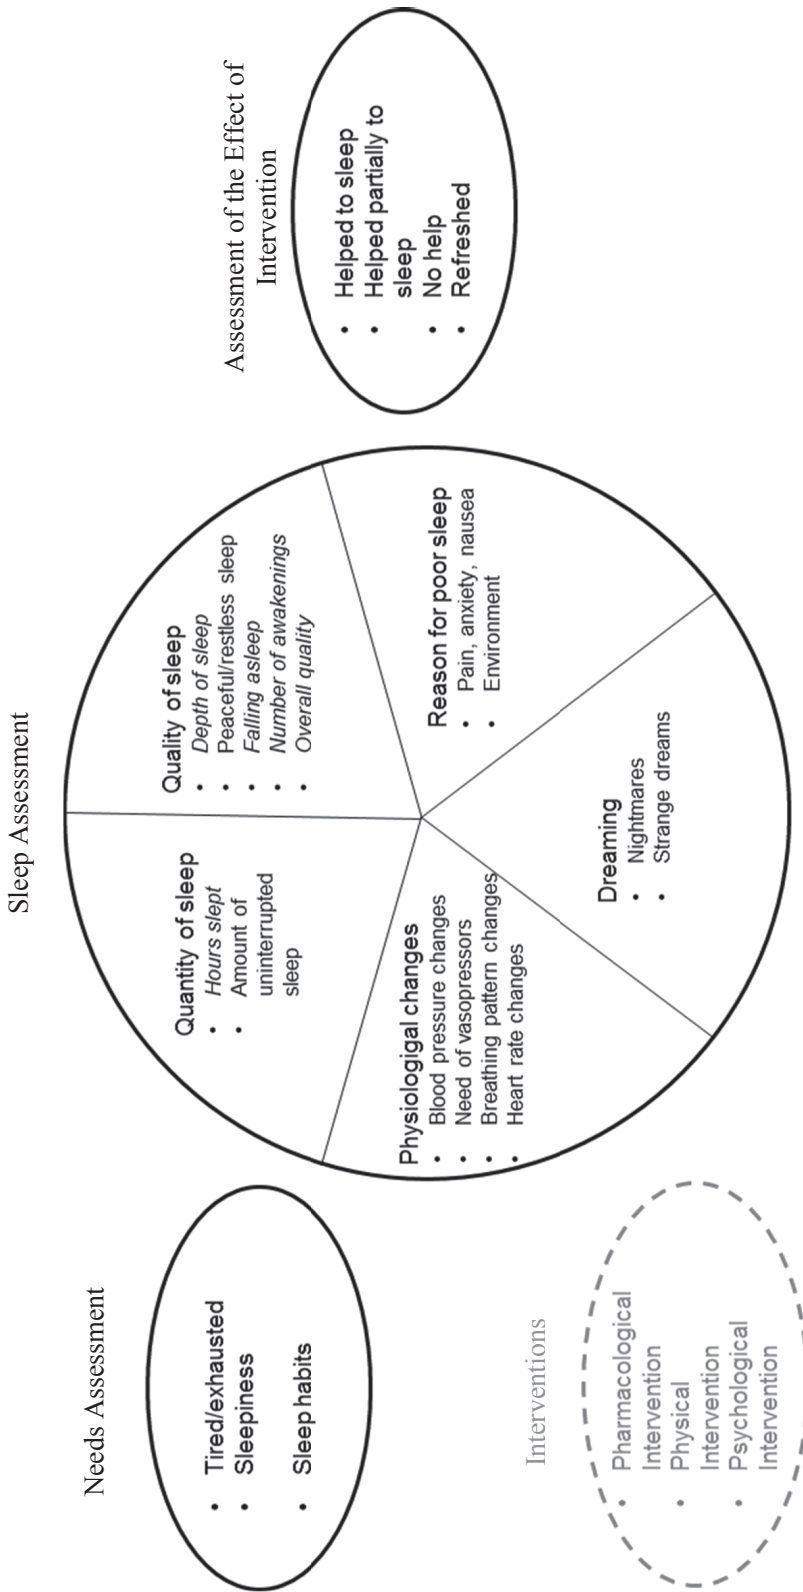 Needs Assessment
• Tired/exhausted
• Sleepiness
• Sleep habits
Interventions
• Pharmacological
Intervention
• Physical
Intervention
• Psychological
Intervention
Sleep Assessment
Quantity of sleep
• Hours slept
• Amount of
uninterrupted
sleep
Quality of sleep
• Depth of sleep
• Peaceful/restless sleep
• Falling asleep
• Number of awakenings
• Overall quality
Physiologigal changes
• Blood pressure changes
• Need of vasopressors
• Breathing pattern changes
• Heart rate changes
Reason for poor sleep
• Pain, anxiety, nausea
• Environment
Dreaming
• Nightmares
• Strange dreams
Assessment of the Effect of
Intervention
• Helped to sleep
• Helped partially to
sleep
• No help
• Refreshed